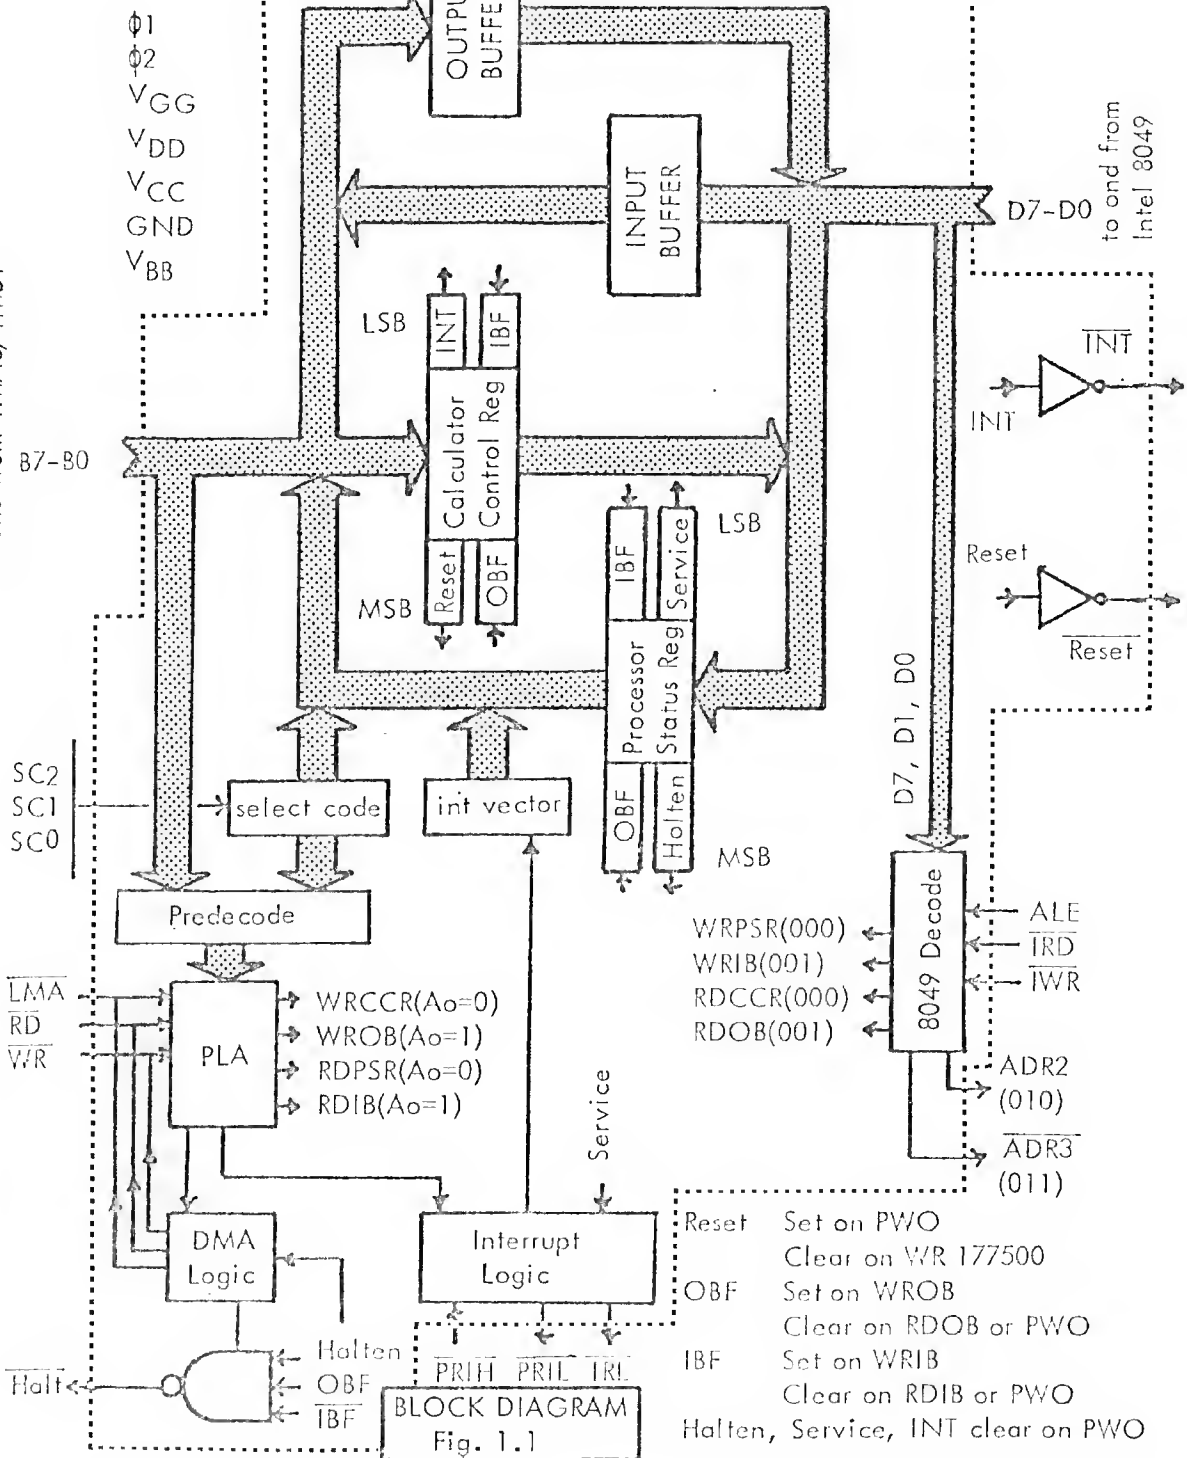 ϕ1
ϕ2
VGG
VDD
VCC
GND
VBB
INPUT
BUFFER
D7-D0
to and from
Intel 8049
LSB
INT
IBF
Calculator
Control Reg
Reset
OBF
MSB
B7-B0
INT
INT
Reset
Reset
IBF
Service
LSB
Processor
Status Reg
OBF
Halten
MSB
D7, D1, D0
SC2
SC1
SC0
select code
int vector
Predecode
8049 Decode
ALE
IRD
IWR
WRPSR(000)
WRIB(001)
RDCCR(000)
RDOB(001)
ADR2
(010)
ADR3
(011)
LMA
RD
WR
PLA
WRCCR(Ao=0)
WROB(Ao=1)
RDPSR(Ao=0)
RDIB(Ao=1)
Service
DMA
Logic
Interrupt
Logic
Halt
Halten
OBF
IBF
PRIH PRIL IRL
BLOCK DIAGRAM
Fig. 1.1
Reset Set on PWO
Clear on WR 177500
OBF Set on WROB
Clear on RDOB or PWO
IBF Set on WRIB
Clear on RDIB or PWO
Halten, Service, INT clear on PWO